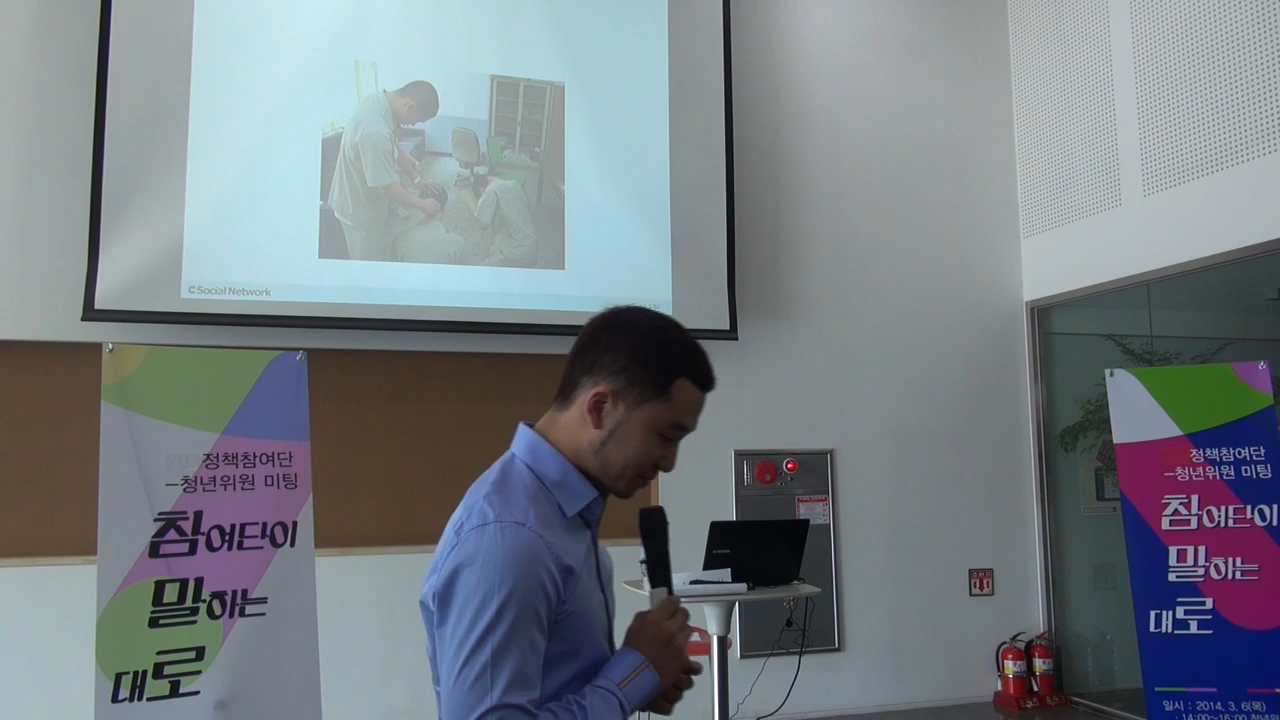 Social Network
정책참여단
-청년위원 미팅
참여단이
말하는
대로
정책참여단
-청년위원 미팅
참여단이
말하는
대로
일시 : 2014. 3. 6(목)